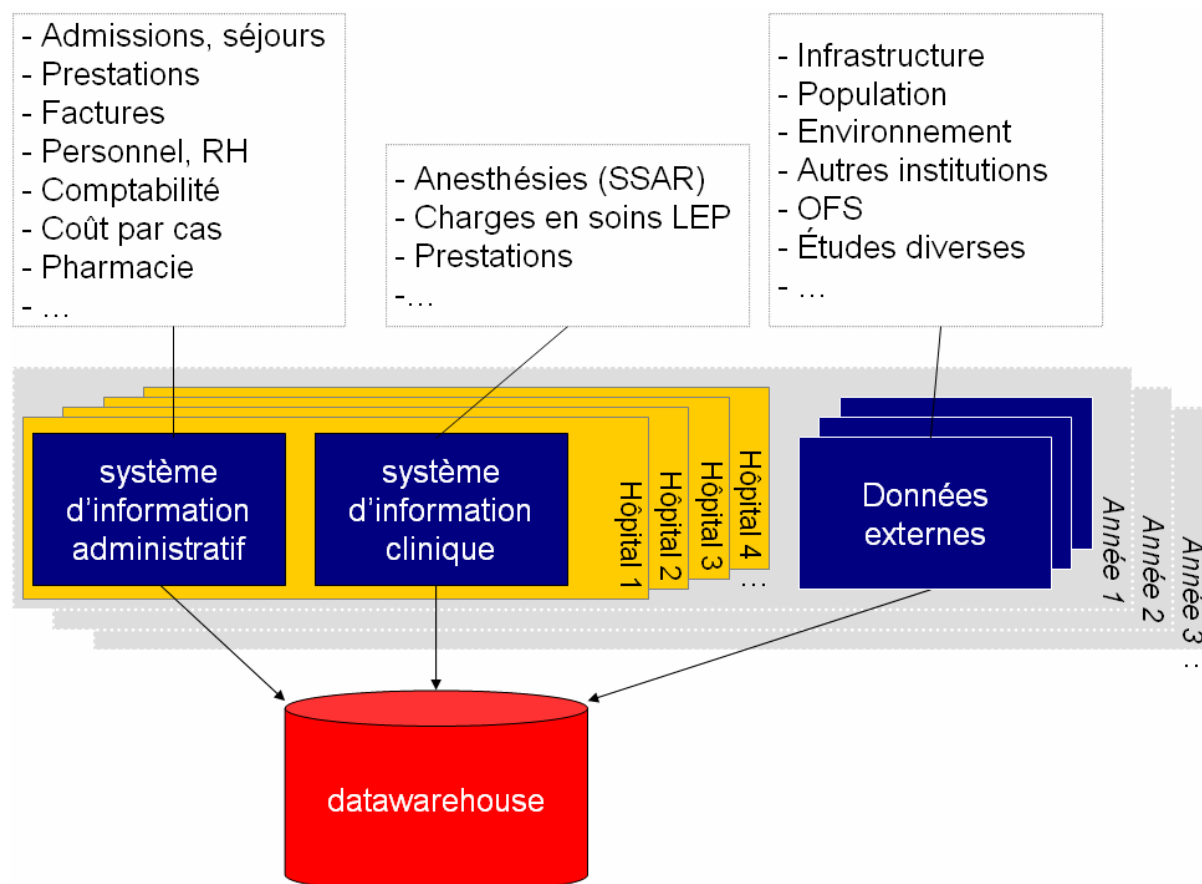 - Admissions, séjours
- Prestations
- Factures
- Personnel, RH
- Comptabilité
- Coût par cas
- Pharmacie
- ...
- Anesthésies (SSAR)
- Charges en soins LEP
- Prestations
-...
- Infrastructure
- Population
- Environnement
- Autres institutions
- OFS
- Études diverses
- ...
système
d'information
administratif
système
d'information
clinique
Hôpital 1
Hôpital 2
Hôpital 3
Hôpital 4
...
Données
externes
Année 1
Année 2
Année 3
...
datawarehouse